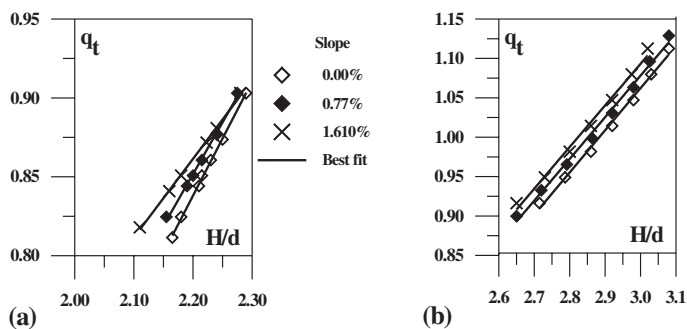 0.95
q_t
0.90
0.85
0.80
H/d
2.00 2.10 2.20 2.30
(a)
Slope
0.00%
0.77%
1.610%
Best fit
1.15
q_t
1.10
1.05
1.00
0.95
0.90
0.85
H/d
2.6 2.7 2.8 2.9 3.0 3.1
(b)